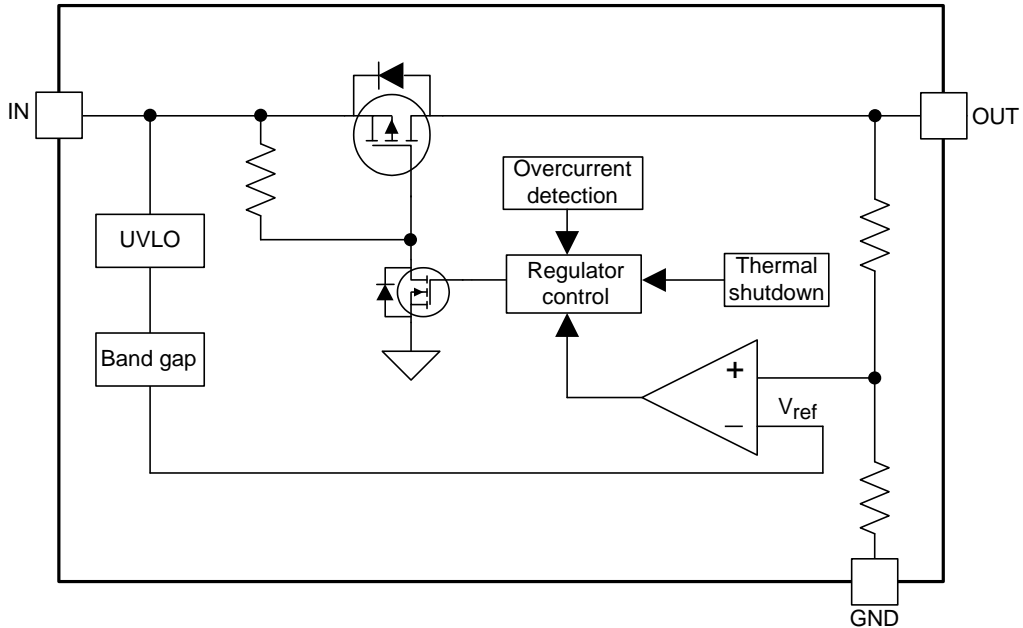 IN
OUT
Overcurrent
detection
UVLO
Regulator
control
Thermal
shutdown
Band gap
+
Vref
−
GND